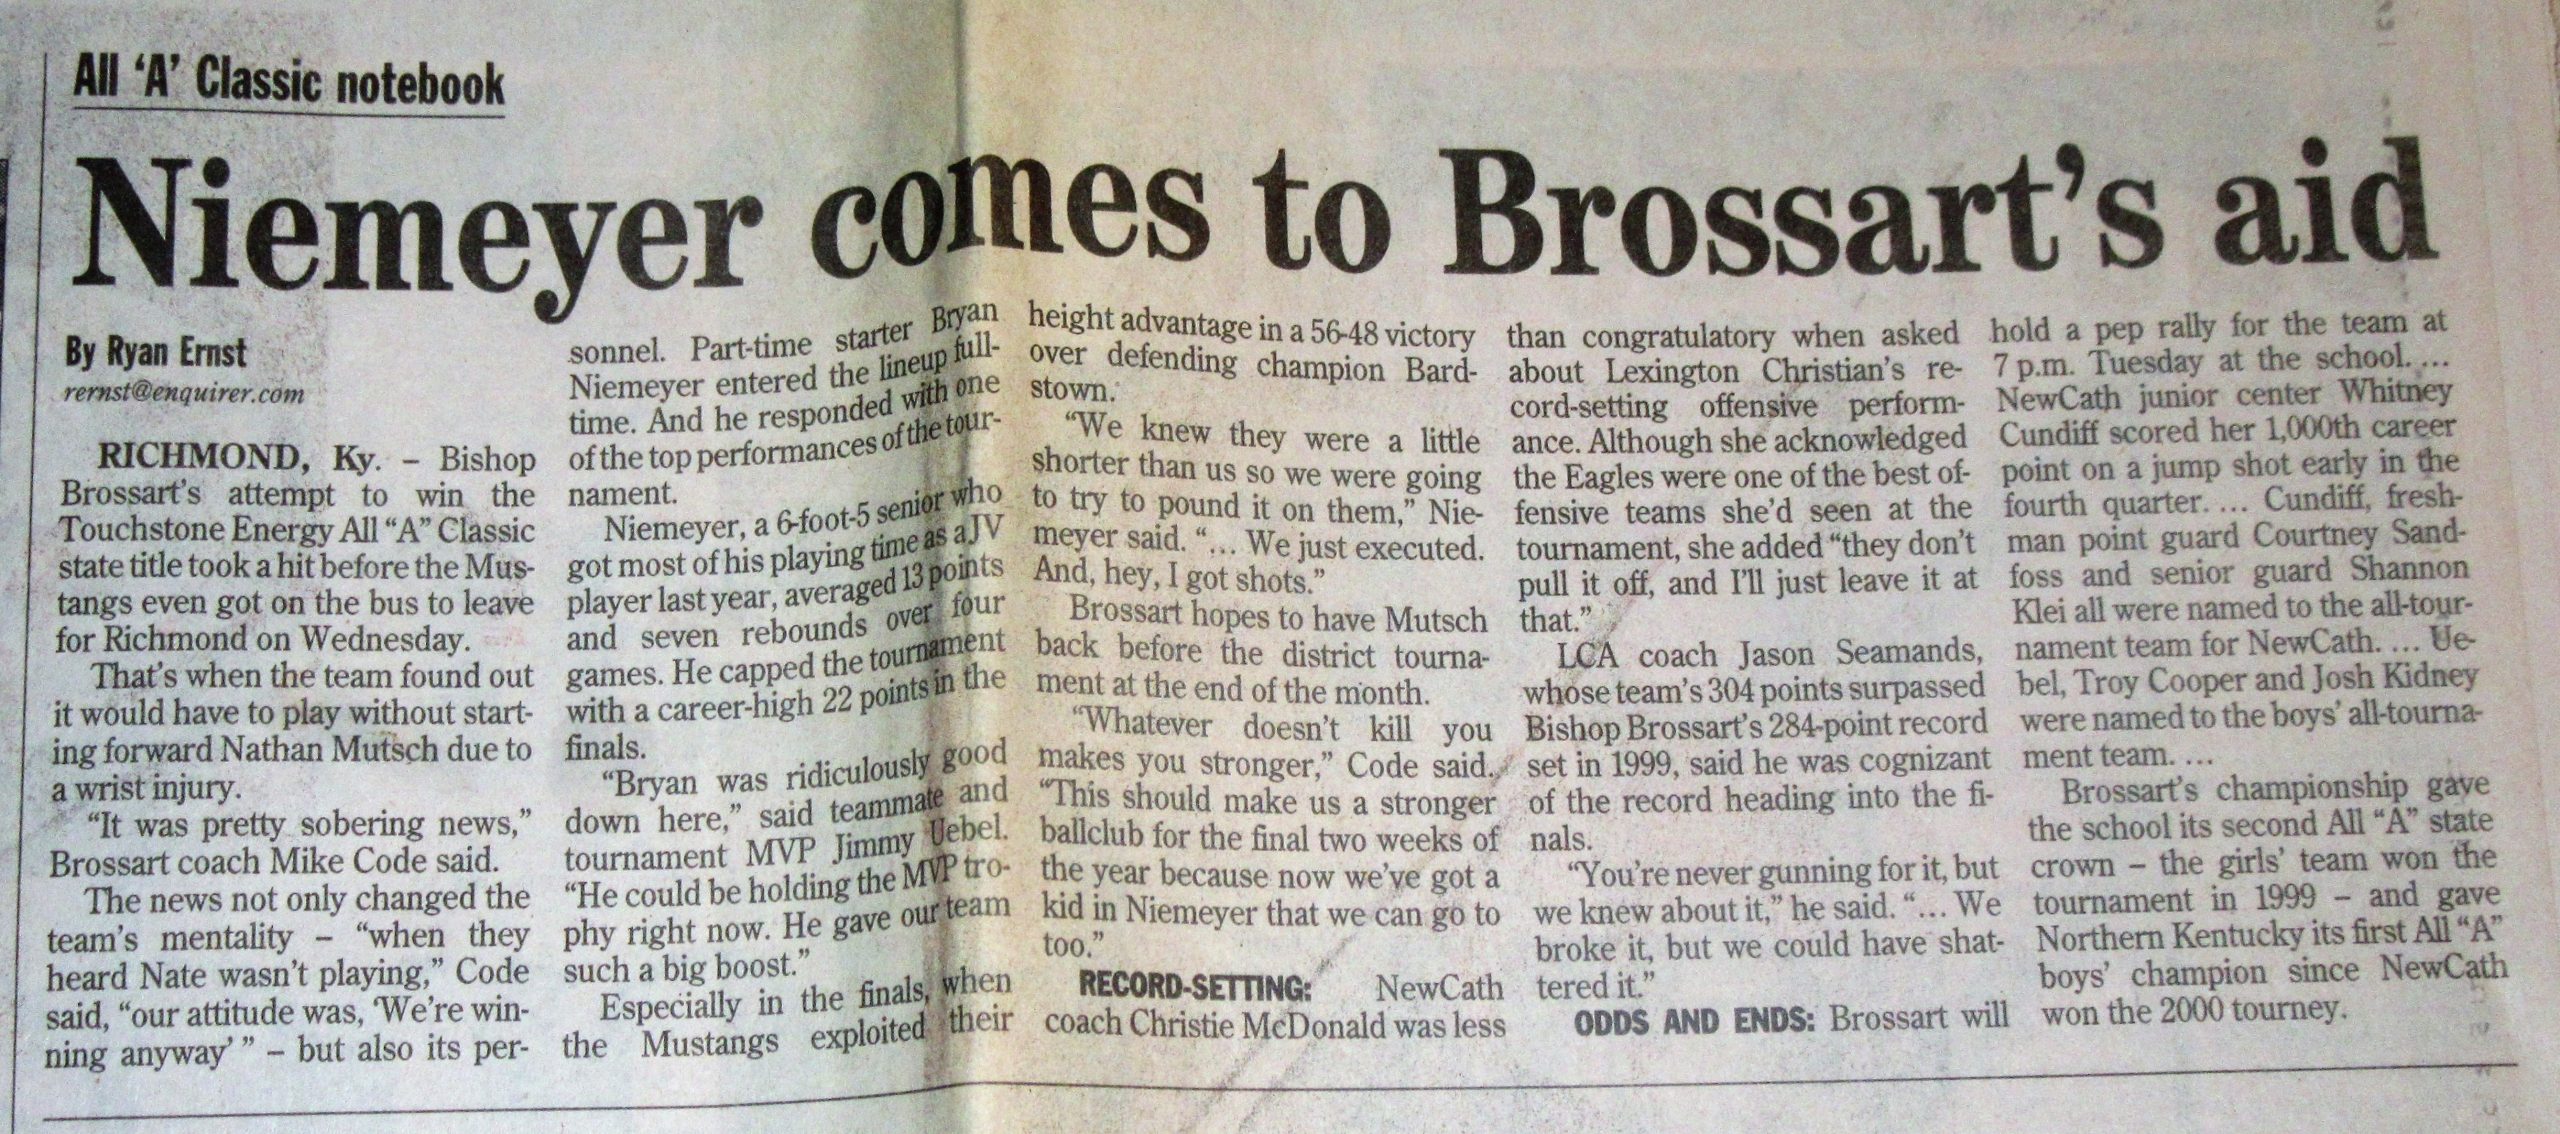 All 'A' Classic notebook
Niemeyer comes to Brossart's aid
By Ryan Ernst
rernst@enquirer.com
RICHMOND, Ky. – Bishop
Brossart's attempt to win the
Touchstone Energy All "A" Classic
state title took a hit before the Mus-
tangs even got on the bus to leave
for Richmond on Wednesday.
That's when the team found out
it would have to play without start-
ing forward Nathan Mutsch due to
a wrist injury.
"It was pretty sobering news,"
Brossart coach Mike Code said.
The news not only changed the
team's mentality – "when they
heard Nate wasn't playing," Code
said, "our attitude was, 'We're win-
ning anyway' " – but also its per-
sonnel. Part-time starter Bryan
Niemeyer entered the lineup full-
time. And he responded with one
of the top performances of the tour-
nament.
Niemeyer, a 6-foot-5 senior who
got most of his playing time as a JV
player last year, averaged 13 points
and seven rebounds over four
games. He capped the tournament
with a career-high 22 points in the
finals.
"Bryan was ridiculously good
down here," said teammate and
tournament MVP Jimmy Uebel.
"He could be holding the MVP tro-
phy right now. He gave our team
such a big boost."
Especially in the finals, when
the Mustangs exploited their
height advantage in a 56-48 victory
over defending champion Bard-
stown.
"We knew they were a little
shorter than us so we were going
to try to pound it on them," Nie-
meyer said. "... We just executed.
And, hey, I got shots."
Brossart hopes to have Mutsch
back before the district tourna-
ment at the end of the month.
"Whatever doesn't kill you
makes you stronger," Code said.
"This should make us a stronger
ballclub for the final two weeks of
the year because now we've got a
kid in Niemeyer that we can go to
too."
RECORD-SETTING: NewCath
coach Christie McDonald was less
than congratulatory when asked
about Lexington Christian's re-
cord-setting offensive perform-
ance. Although she acknowledged
the Eagles were one of the best of-
fensive teams she'd seen at the
tournament, she added "they don't
pull it off, and I'll just leave it at
that."
LCA coach Jason Seamands,
whose team's 304 points surpassed
Bishop Brossart's 284-point record
set in 1999, said he was cognizant
of the record heading into the fi-
nals.
"You're never gunning for it, but
we knew about it," he said. "... We
broke it, but we could have shat-
tered it."
ODDS AND ENDS: Brossart will
hold a pep rally for the team at
7 p.m. Tuesday at the school. ...
NewCath junior center Whitney
Cundiff scored her 1,000th career
point on a jump shot early in the
fourth quarter. ... Cundiff, fresh-
man point guard Courtney Sand-
foss and senior guard Shannon
Klei all were named to the all-tour-
nament team for NewCath. ... Ue-
bel, Troy Cooper and Josh Kidney
were named to the boys' all-tourna-
ment team. ...
Brossart's championship gave
the school its second All "A" state
crown – the girls' team won the
tournament in 1999 – and gave
Northern Kentucky its first All "A"
boys' champion since NewCath
won the 2000 tourney.